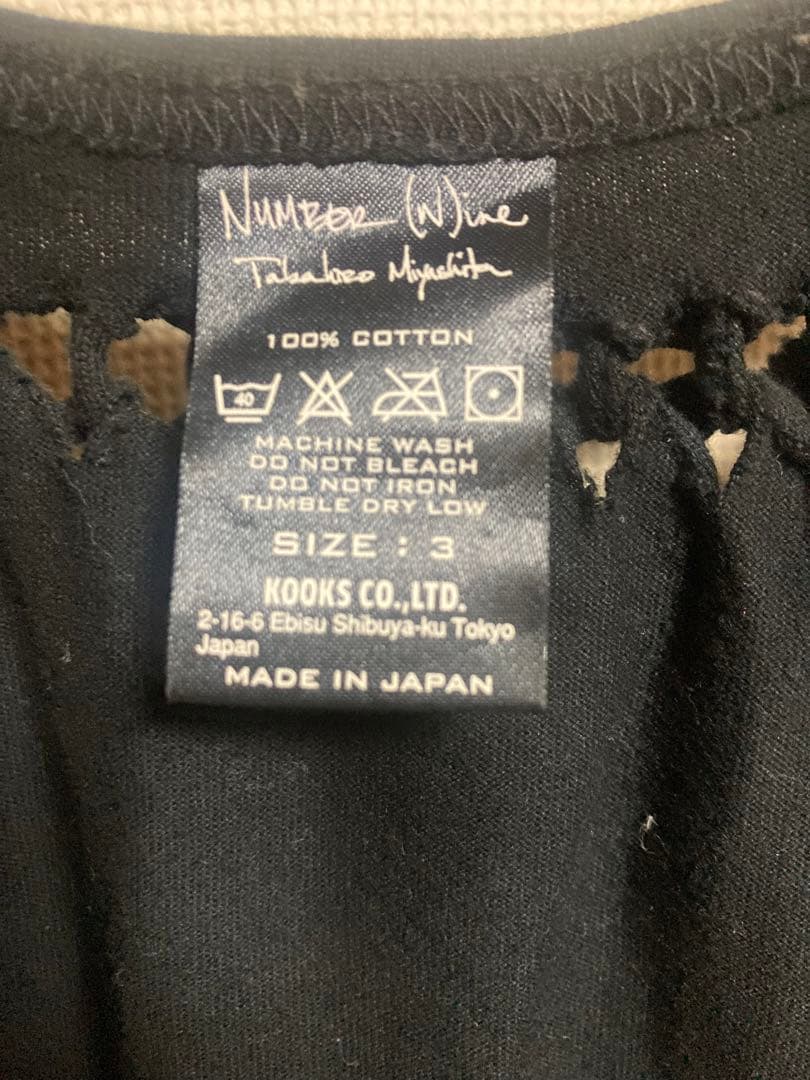 NUMBER (N)ine
Takahiro Miyashita
100% COTTON
40
MACHINE WASH
DO NOT BLEACH
DO NOT IRON
TUMBLE DRY LOW
SIZE : 3
KOOKS CO.,LTD.
2-16-6 Ebisu Shibuya-ku Tokyo
Japan
MADE IN JAPAN